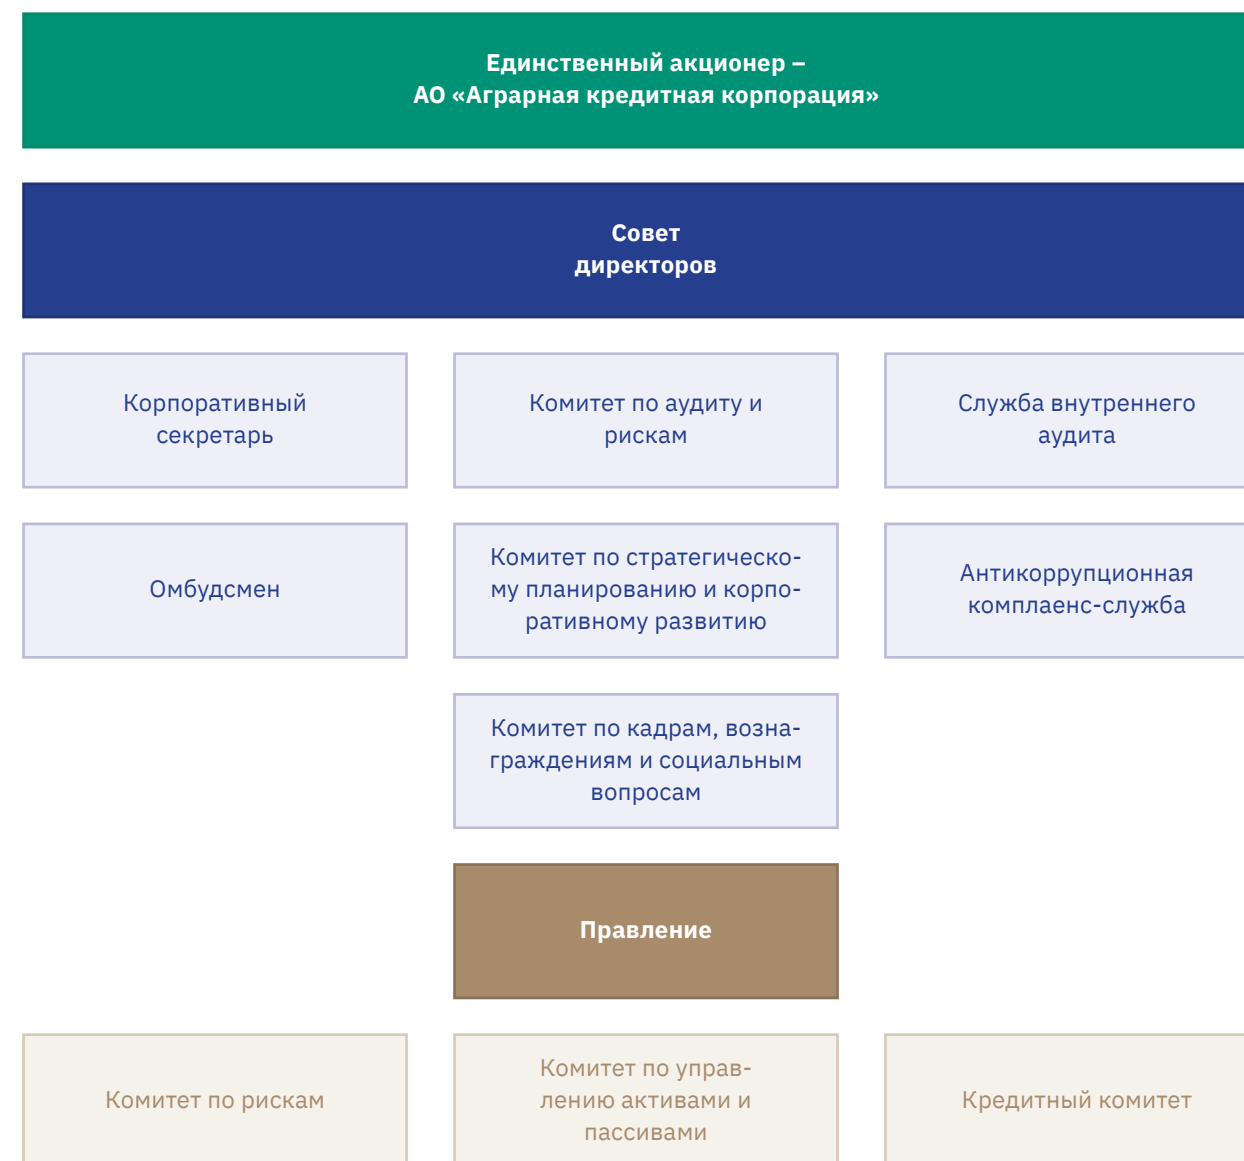 Единственный акционер –
АО «Аграрная кредитная корпорация»
Совет
директоров
Корпоративный
секретарь
Комитет по аудиту и
рискам
Служба внутреннего
аудита
Омбудсмен
Комитет по стратегическо-
му планированию и корпо-
ративному развитию
Антикоррупционная
комплаенс-служба
Комитет по кадрам, возна-
граждениям и социальным
вопросам
Правление
Комитет по рискам
Комитет по управ-
лению активами и
пассивами
Кредитный комитет